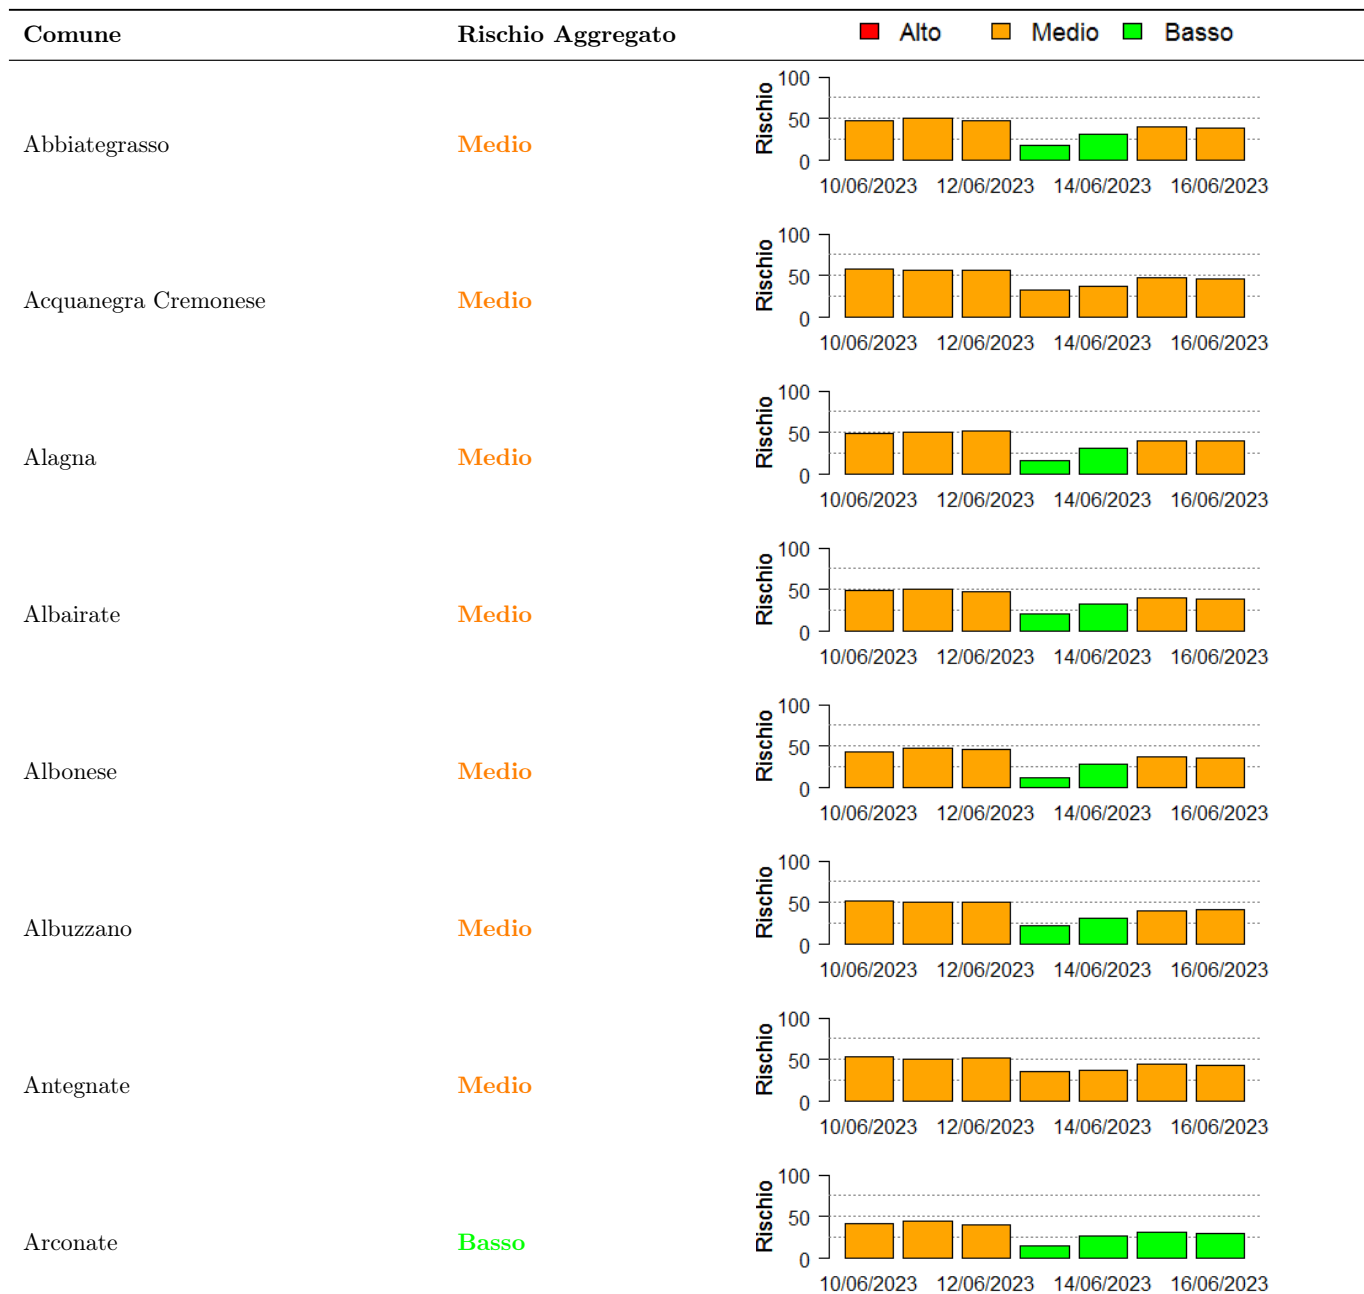 Comune Rischio Aggregato Alto Medio Basso
Abbiategrasso Medio
Rischio
100
50
0
10/06/2023 12/06/2023 14/06/2023 16/06/2023
Acquanegra Cremonese Medio
Rischio
100
50
0
10/06/2023 12/06/2023 14/06/2023 16/06/2023
Alagna Medio
Rischio
100
50
0
10/06/2023 12/06/2023 14/06/2023 16/06/2023
Albairate Medio
Rischio
100
50
0
10/06/2023 12/06/2023 14/06/2023 16/06/2023
Albonese Medio
Rischio
100
50
0
10/06/2023 12/06/2023 14/06/2023 16/06/2023
Albuzzano Medio
Rischio
100
50
0
10/06/2023 12/06/2023 14/06/2023 16/06/2023
Antegnate Medio
Rischio
100
50
0
10/06/2023 12/06/2023 14/06/2023 16/06/2023
Arconate Basso
Rischio
100
50
0
10/06/2023 12/06/2023 14/06/2023 16/06/2023